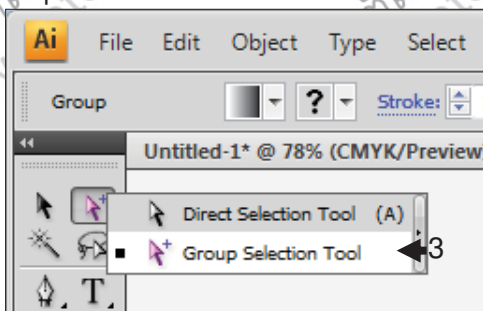 Ai File Edit Object Type Select
Group ? Stroke:
Untitled-1* @ 78% (CMYK/Preview
Direct Selection Tool (A)
Group Selection Tool 3
T